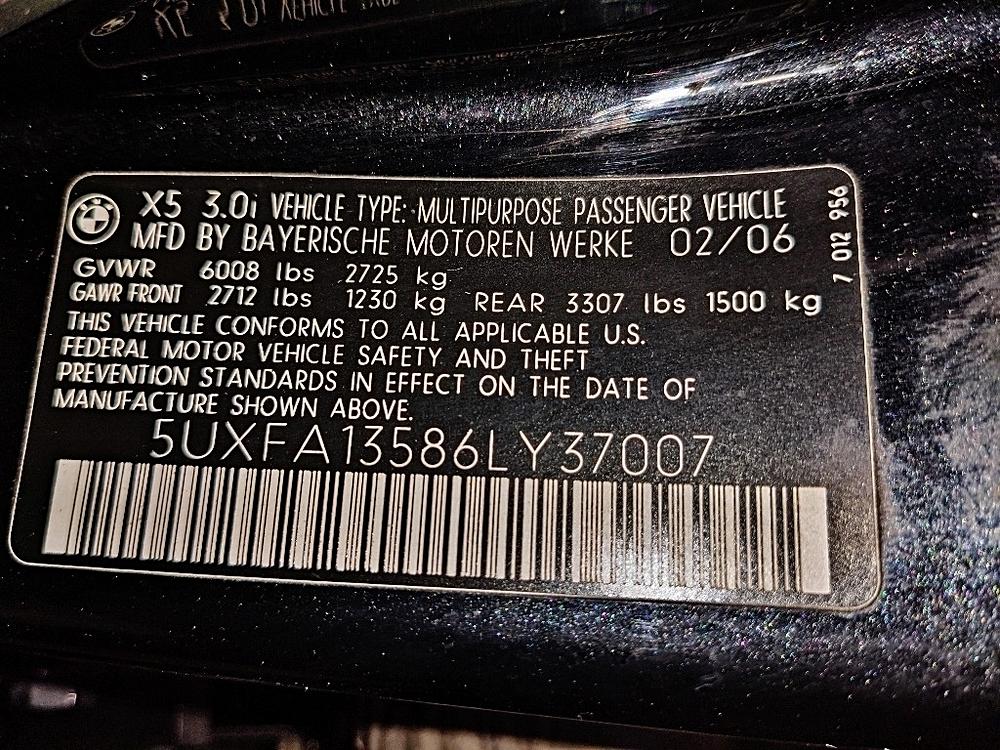 X5 3.0i VEHICLE TYPE: MULTIPURPOSE PASSENGER VEHICLE
MFD BY BAYERISCHE MOTOREN WERKE 02/06
GVWR 6008 lbs 2725 kg
GAWR FRONT 2712 lbs 1230 kg REAR 3307 lbs 1500 kg
THIS VEHICLE CONFORMS TO ALL APPLICABLE U.S.
FEDERAL MOTOR VEHICLE SAFETY AND THEFT
PREVENTION STANDARDS IN EFFECT ON THE DATE OF
MANUFACTURE SHOWN ABOVE.
5UXFA13586LY37007
7 012 956